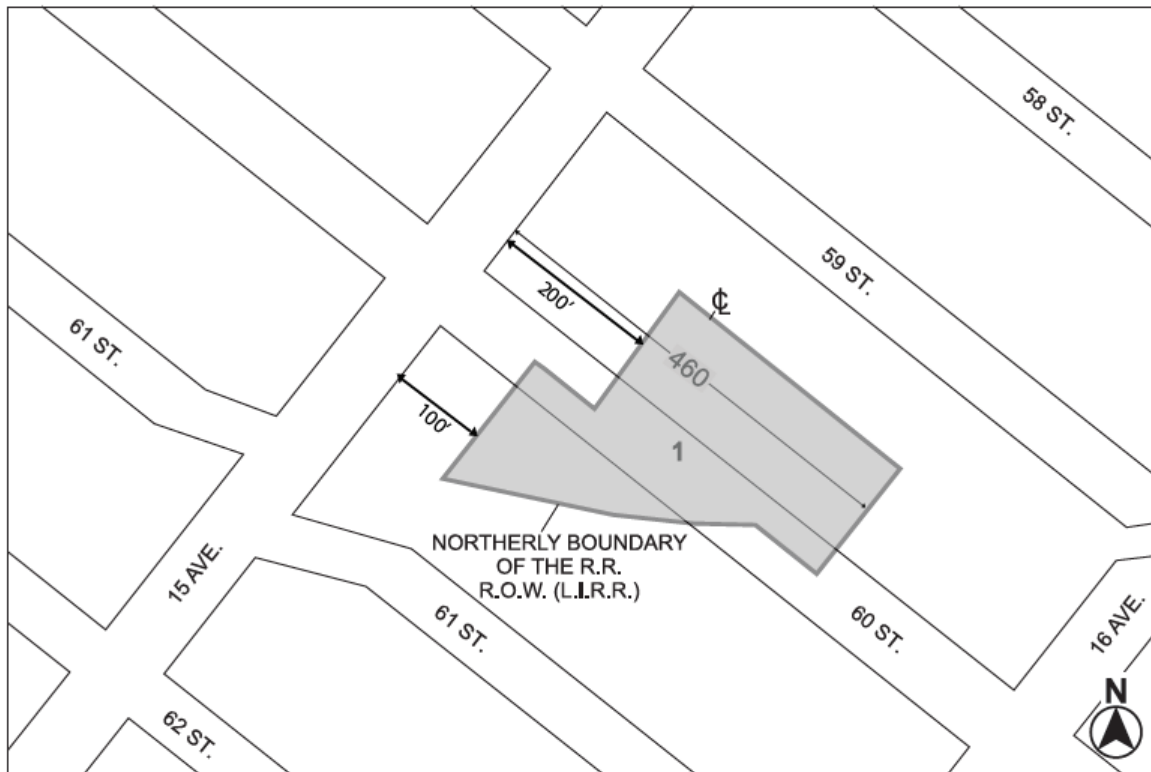 58 ST.
59 ST.
200′
61 ST.
℄
460
100′
1
NORTHERLY BOUNDARY
OF THE R.R.
R.O.W. (L.I.R.R.)
15 AVE.
61 ST.
60 ST.
16 AVE.
N
62 ST.